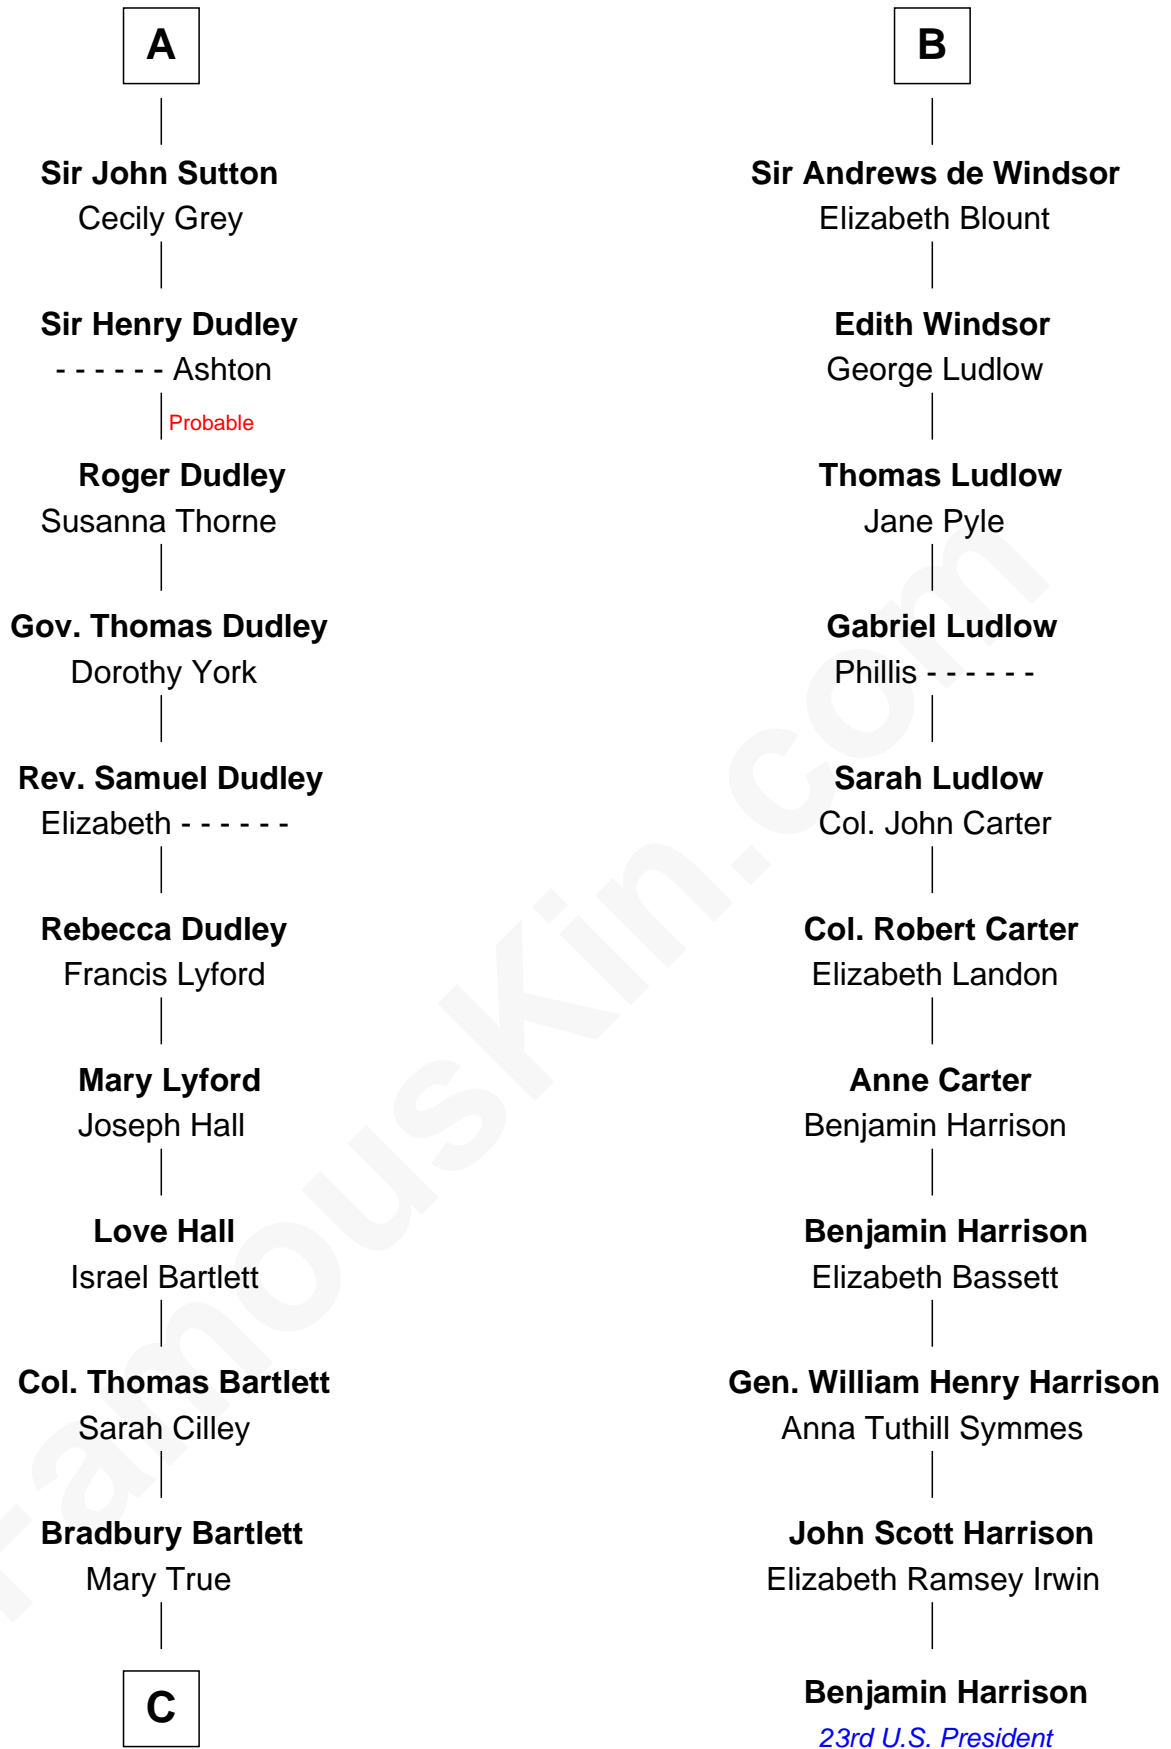 A
Sir John Sutton
Cecily Grey
Sir Henry Dudley
- - - - - - Ashton
Probable
Roger Dudley
Susanna Thorne
Gov. Thomas Dudley
Dorothy York
Rev. Samuel Dudley
Elizabeth - - - - - -
Rebecca Dudley
Francis Lyford
Mary Lyford
Joseph Hall
Love Hall
Israel Bartlett
Col. Thomas Bartlett
Sarah Cilley
Bradbury Bartlett
Mary True
C
B
Sir Andrews de Windsor
Elizabeth Blount
Edith Windsor
George Ludlow
Thomas Ludlow
Jane Pyle
Gabriel Ludlow
Phillis - - - - - -
Sarah Ludlow
Col. John Carter
Col. Robert Carter
Elizabeth Landon
Anne Carter
Benjamin Harrison
Benjamin Harrison
Elizabeth Bassett
Gen. William Henry Harrison
Anna Tuthill Symmes
John Scott Harrison
Elizabeth Ramsey Irwin
Benjamin Harrison
23rd U.S. President
FamousKin.com